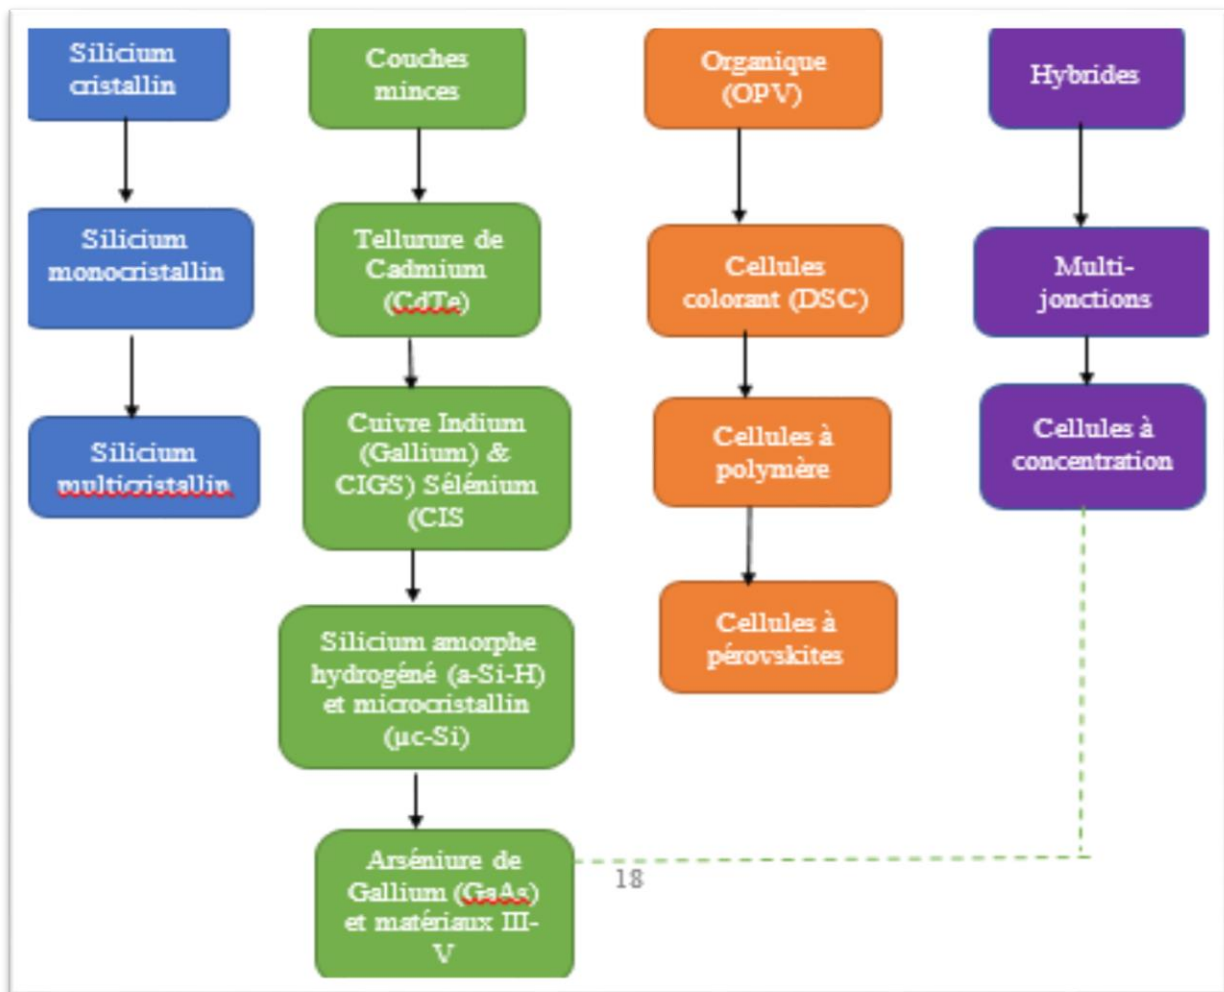 Silicium
cristallin
Silicium
monocristallin
Silicium
multicristallin
Couches
minces
Tellurure de
Cadmium
(CdTe)
Cuivre Indium
(Gallium) &
CIGS) Sélénium
(CIS
Silicium amorphe
hydrogéné (a-Si-H)
et microcristallin
(µc-Si)
Arséniure de
Gallium (GaAs)
et matériaux III-
V
Organique
(OPV)
Cellules
colorant (DSC)
Cellules à
polymère
Cellules à
pérovskites
Hybrides
Multi-
jonctions
Cellules à
concentration
18